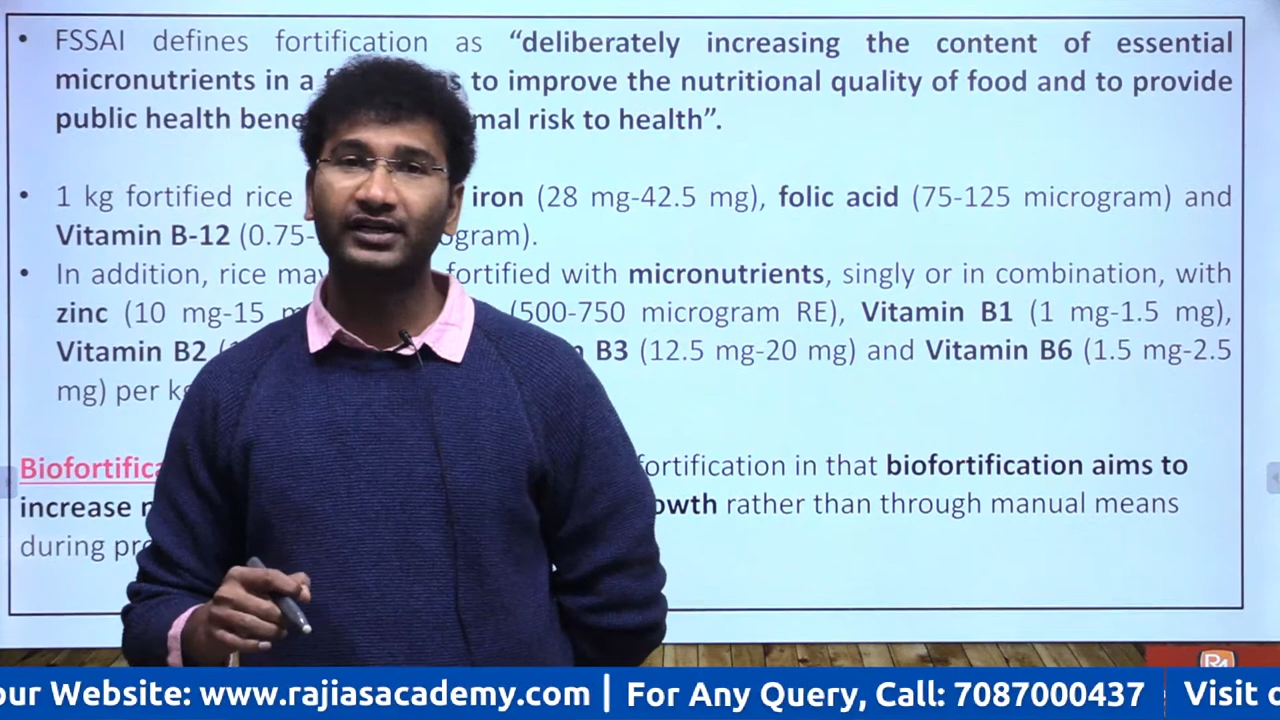 • FSSAI defines fortification as “deliberately increasing the content of essential
micronutrients in a to improve the nutritional quality of food and to provide
public health mal risk to health”.
• 1 kg fortified rice iron (28 mg-42.5 mg), folic acid (75-125 microgram) and
Vitamin B-12 (0.75- ogram).
• In addition, rice may fortified with micronutrients, singly or in combination, with
zinc (10 mg-15 (500-750 microgram RE), Vitamin B1 (1 mg-1.5 mg),
Vitamin B2 B3 (12.5 mg-20 mg) and Vitamin B6 (1.5 mg-2.5
mg) per
Biofortifica fortification in that biofortification aims to
increase owth rather than through manual means
during
our Website: www.rajiasacademy.com | For Any Query, Call: 7087000437 Visit